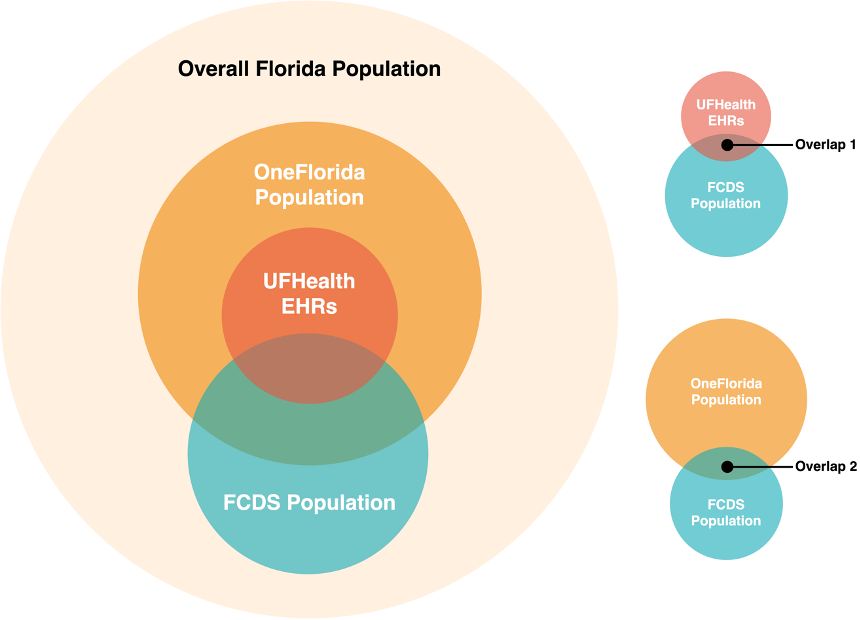 Overall Florida Population
OneFlorida
Population
UFHealth
EHRs
FCDS Population
UFHealth
EHRs
Overlap 1
FCDS
Population
OneFlorida
Population
Overlap 2
FCDS
Population